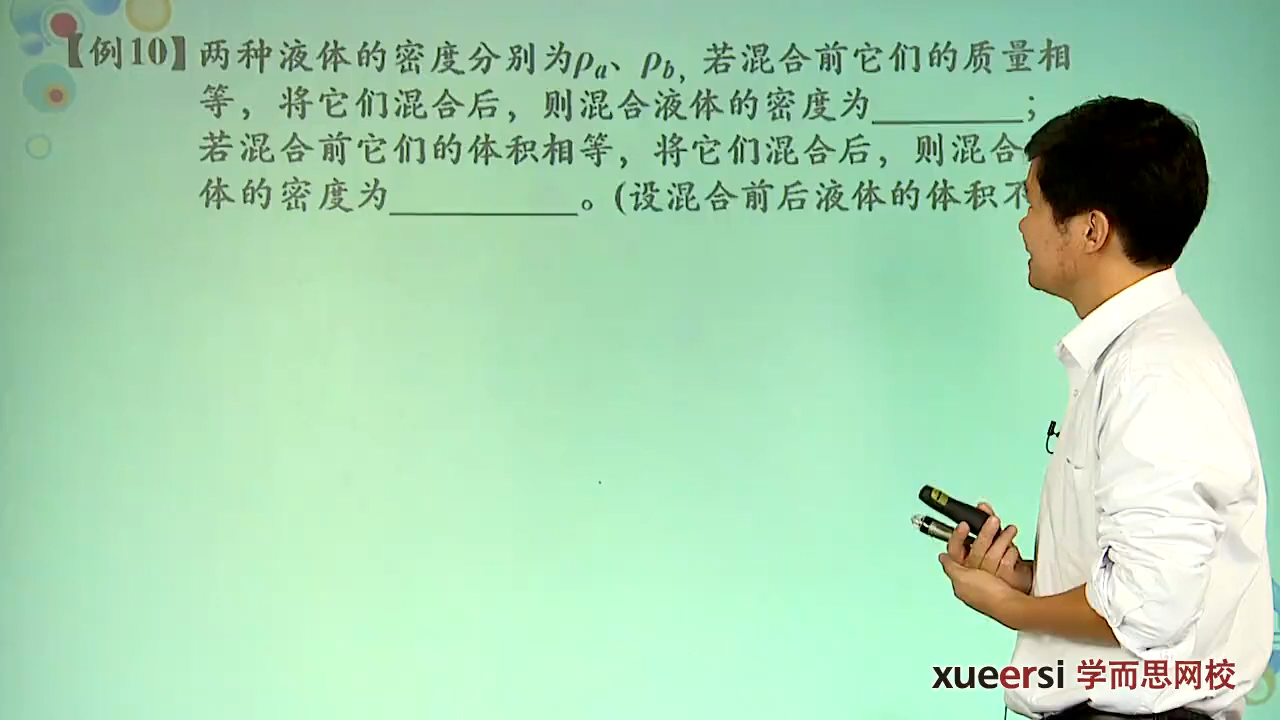 【例10】两种液体的密度分别为ρa、ρb, 若混合前它们的质量相
等，将它们混合后，则混合液体的密度为________；
若混合前它们的体积相等，将它们混合后，则混合
体的密度为__________。(设混合前后液体的体积不
xueersi 学而思网校